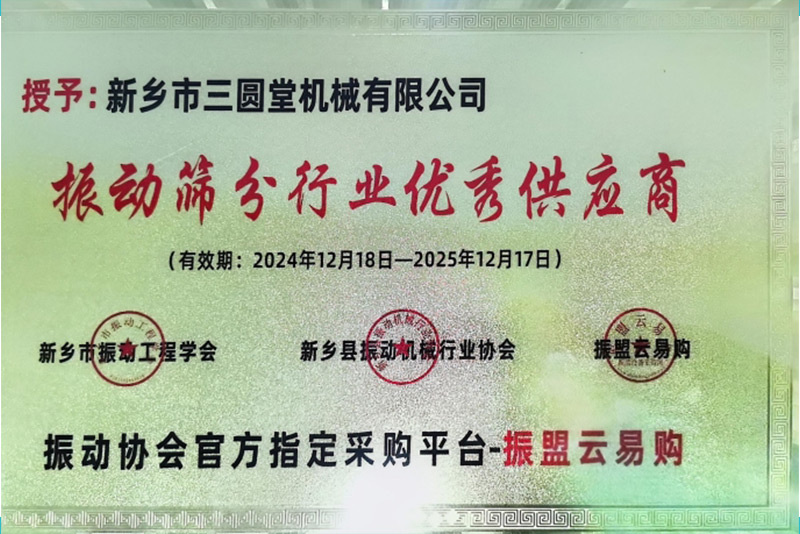 授予：新乡市三圆堂机械有限公司
振动筛分行业优秀供应商
（有效期：2024年12月18日—2025年12月17日）
新乡市振动工程学会 新乡县振动机械行业协会 振盟云易购
振动协会官方指定采购平台-振盟云易购